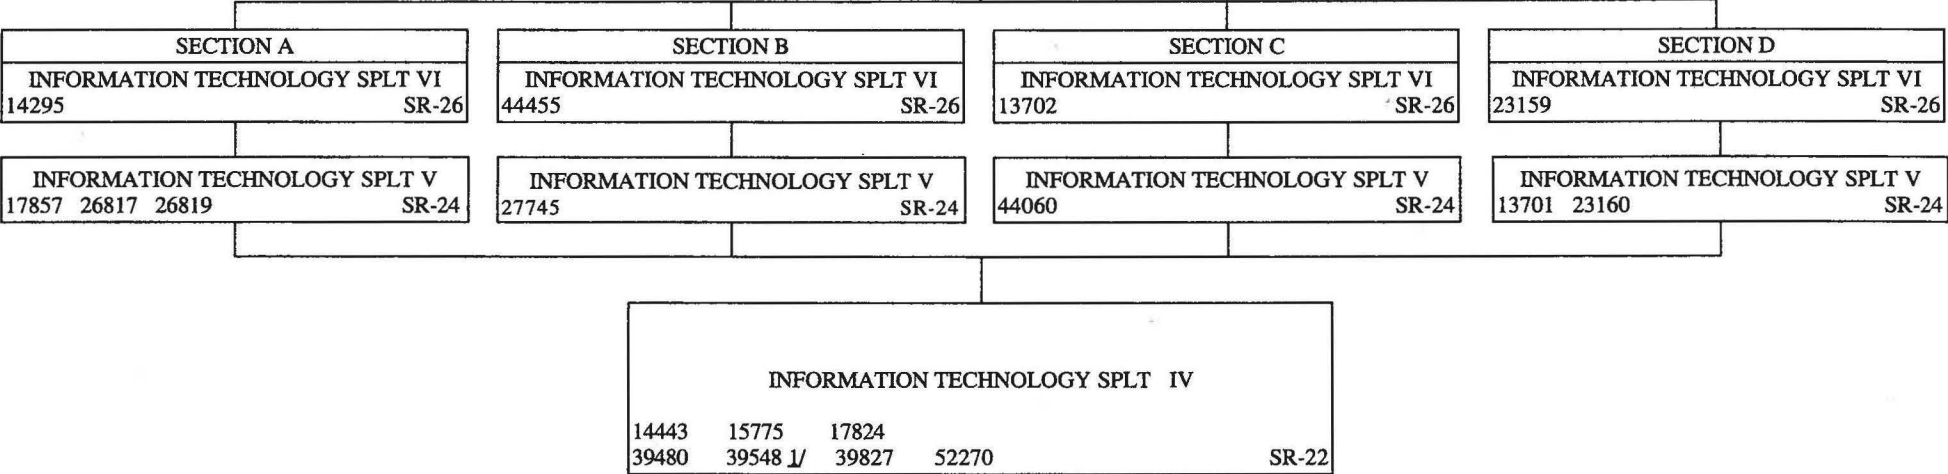 SECTION A
INFORMATION TECHNOLOGY SPLT VI
14295 SR-26
SECTION B
INFORMATION TECHNOLOGY SPLT VI
44455 SR-26
SECTION C
INFORMATION TECHNOLOGY SPLT VI
13702 SR-26
SECTION D
INFORMATION TECHNOLOGY SPLT VI
23159 SR-26
INFORMATION TECHNOLOGY SPLT V
17857 26817 26819 SR-24
INFORMATION TECHNOLOGY SPLT V
27745 SR-24
INFORMATION TECHNOLOGY SPLT V
44060 SR-24
INFORMATION TECHNOLOGY SPLT V
13701 23160 SR-24
INFORMATION TECHNOLOGY SPLT IV
14443 15775 17824
39480 39548 1/ 39827 52270 SR-22